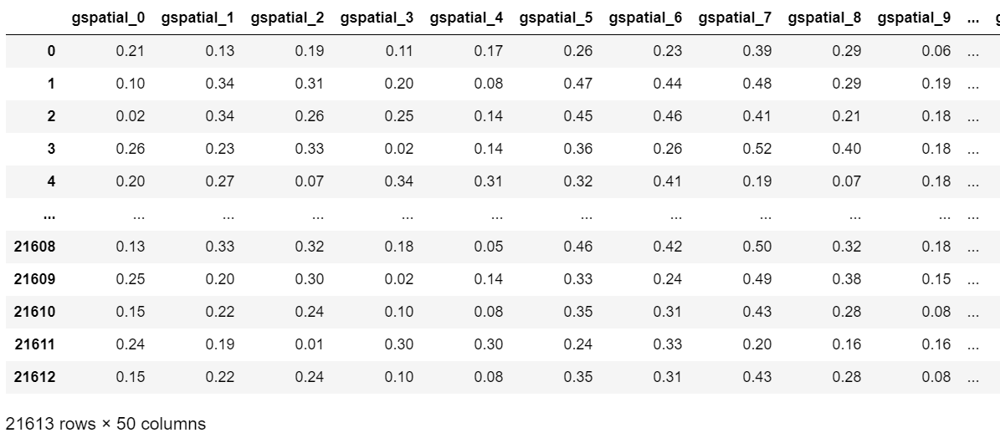 gspatial_0 gspatial_1 gspatial_2 gspatial_3 gspatial_4 gspatial_5 gspatial_6 gspatial_7 gspatial_8 gspatial_9 ... g
0 0.21 0.13 0.19 0.11 0.17 0.26 0.23 0.39 0.29 0.06 ...
1 0.10 0.34 0.31 0.20 0.08 0.47 0.44 0.48 0.29 0.19 ...
2 0.02 0.34 0.26 0.25 0.14 0.45 0.46 0.41 0.21 0.18 ...
3 0.26 0.23 0.33 0.02 0.14 0.36 0.26 0.52 0.40 0.18 ...
4 0.20 0.27 0.07 0.34 0.31 0.32 0.41 0.19 0.07 0.18 ...
... ... ... ... ... ... ... ... ... ... ... ...
21608 0.13 0.33 0.32 0.18 0.05 0.46 0.42 0.50 0.32 0.18 ...
21609 0.25 0.20 0.30 0.02 0.14 0.33 0.24 0.49 0.38 0.15 ...
21610 0.15 0.22 0.24 0.10 0.08 0.35 0.31 0.43 0.28 0.08 ...
21611 0.24 0.19 0.01 0.30 0.30 0.24 0.33 0.20 0.16 0.16 ...
21612 0.15 0.22 0.24 0.10 0.08 0.35 0.31 0.43 0.28 0.08 ...
21613 rows × 50 columns